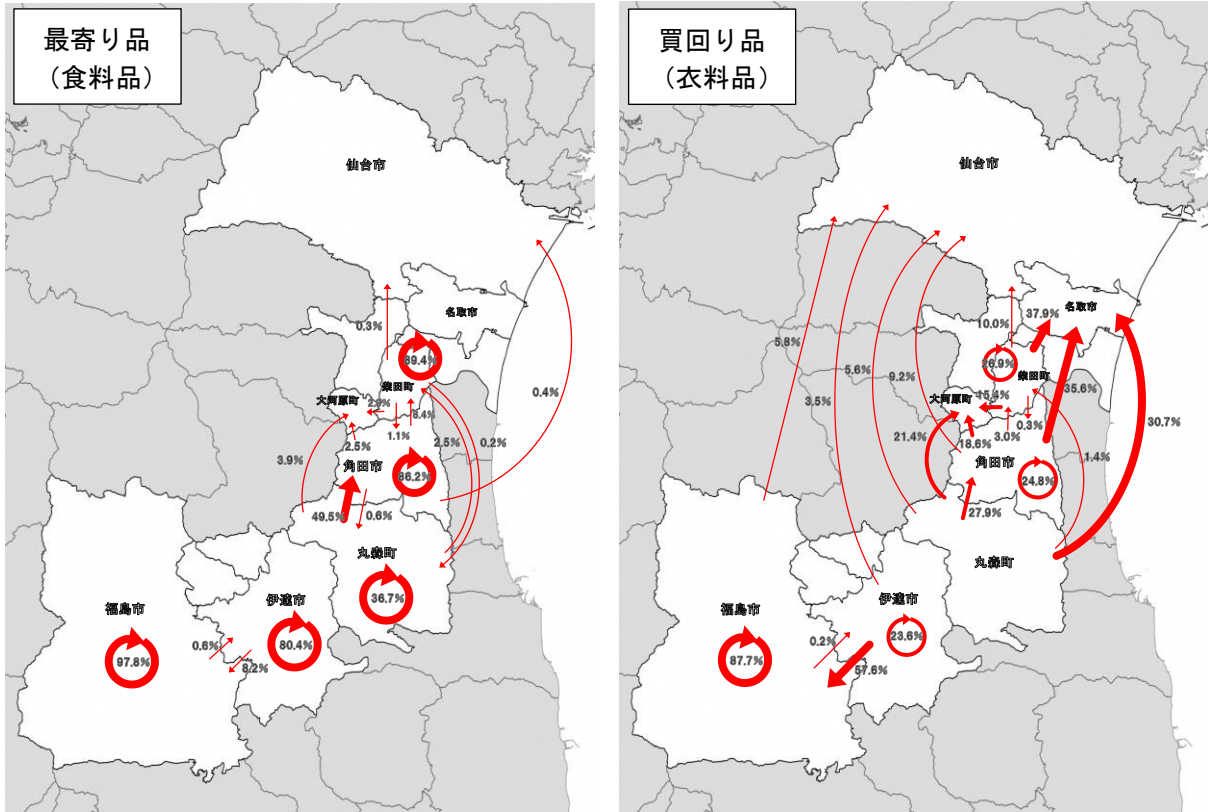 最寄り品
（食料品）
仙台市
名取市
0.3%
89.4%
柴田町
0.4%
大河原町
2.9%
8.4%
1.1%
2.5%
2.5%
0.2%
3.9%
角田市
86.2%
49.5%
0.6%
丸森町
36.7%
福島市
伊達市
0.6%
80.4%
97.8%
8.2%
買回り品
（衣料品）
仙台市
名取市
10.0%
37.9%
5.8%
26.9%
5.6%
柴田町
9.2%
35.6%
3.5%
大河原町
15.4%
0.3%
30.7%
21.4%
18.6%
3.0%
角田市
1.4%
24.8%
27.9%
丸森町
福島市
伊達市
0.2%
23.6%
87.7%
57.6%